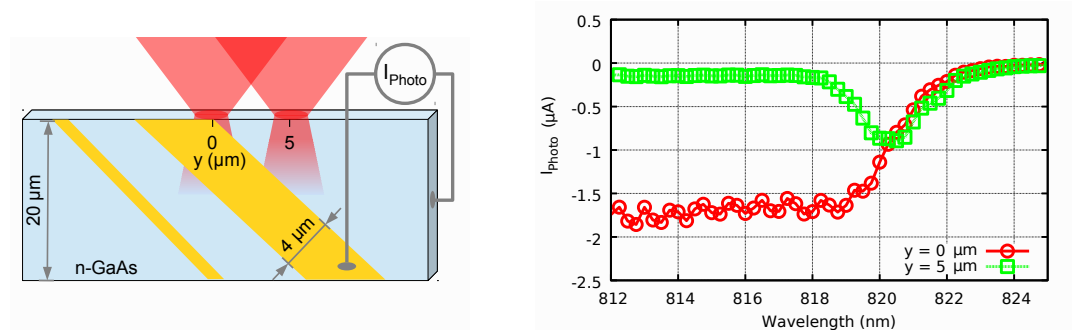 I_Photo
0
5
y (μm)
20 μm
4 μm
n-GaAs
0.5
0
-0.5
-1
-1.5
-2
-2.5
I_Photo (μA)
y = 0 μm
y = 5 μm
812 814 816 818 820 822 824
Wavelength (nm)